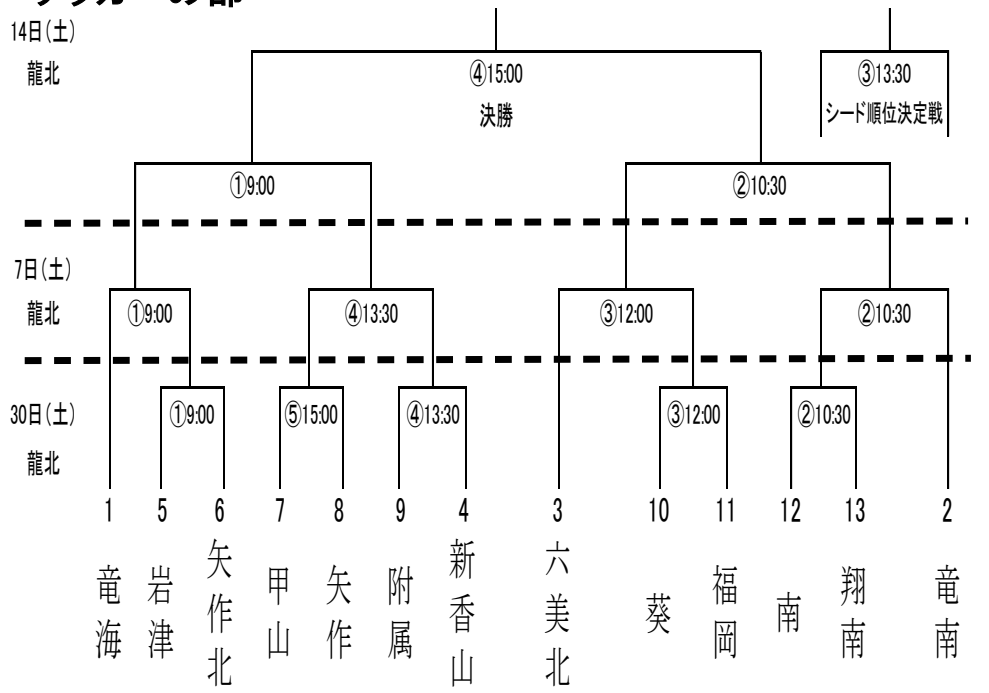 14日(土)
龍北
④15:00
決勝
③13:30
シード順位決定戦
①9:00
②10:30
7日(土)
龍北
①9:00
④13:30
③12:00
②10:30
30日(土)
龍北
①9:00
⑤15:00
④13:30
③12:00
②10:30
1 5 6 7 8 9 4 3 10 11 12 13 2
竜海
岩津
矢作北
甲山
矢作
附属
新香山
六美北
葵
福岡
南
翔南
竜南